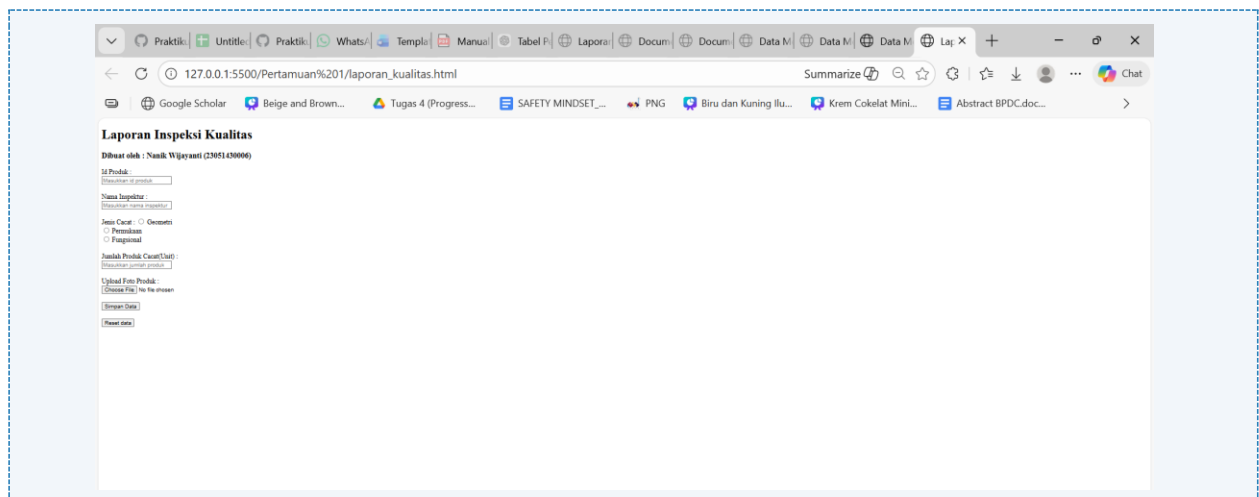 Praktik Untitled Praktik WhatsA Templat Manual Tabel P Laporar Docum Docum Data M Data M Data M Lap
127.0.0.1:5500/Pertamuan%201/laporan_kualitas.html Summarize Chat
Google Scholar Beige and Brown... Tugas 4 (Progress... SAFETY MINDSET_... PNG Biru dan Kuning Ilu... Krem Cokelat Mini... Abstract BPDC.doc...
Laporan Inspeksi Kualitas
Dibuat oleh : Nanik Wijayanti (23051430006)
Id Produk :
Masukkan id produk
Nama Inspektur :
Masukkan nama inspektur
Jenis Cacat : Geometri
Permukaan
Fungsional
Jumlah Produk Cacat(Unit) :
Masukkan jumlah produk
Upload Foto Produk :
Choose File No file chosen
Simpan Data
Reset data